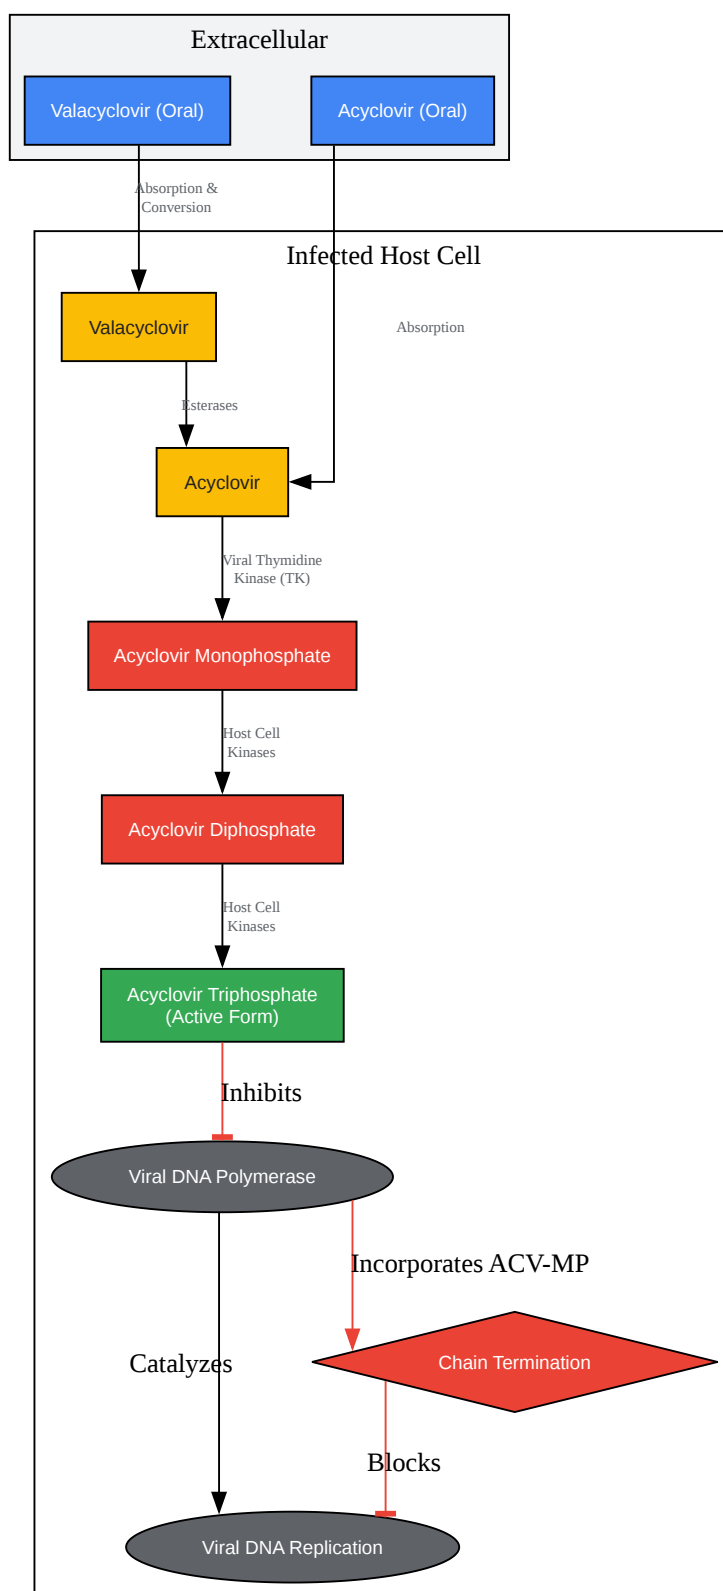 Extracellular
Valacyclovir (Oral)
Acyclovir (Oral)
Absorption &
Conversion
Infected Host Cell
Valacyclovir
Absorption
Esterases
Acyclovir
Viral Thymidine
Kinase (TK)
Acyclovir Monophosphate
Host Cell
Kinases
Acyclovir Diphosphate
Host Cell
Kinases
Acyclovir Triphosphate
(Active Form)
Inhibits
Viral DNA Polymerase
Incorporates ACV-MP
Catalyzes
Chain Termination
Blocks
Viral DNA Replication